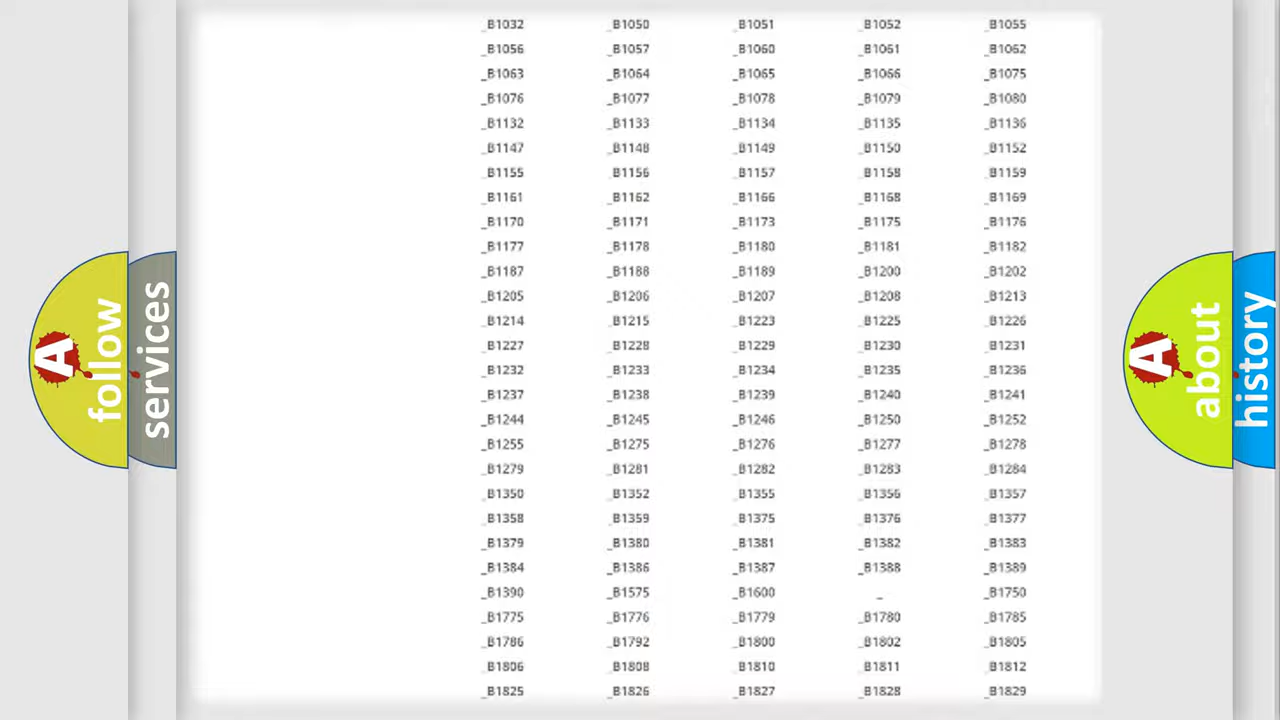 _B1032 _B1050 _B1051 _B1052 _B1055
_B1056 _B1057 _B1060 _B1061 _B1062
_B1063 _B1064 _B1065 _B1066 _B1075
_B1076 _B1077 _B1078 _B1079 _B1080
_B1132 _B1133 _B1134 _B1135 _B1136
_B1147 _B1148 _B1149 _B1150 _B1152
_B1155 _B1156 _B1157 _B1158 _B1159
_B1161 _B1162 _B1166 _B1168 _B1169
_B1170 _B1171 _B1173 _B1175 _B1176
_B1177 _B1178 _B1180 _B1181 _B1182
_B1187 _B1188 _B1189 _B1200 _B1202
_B1205 _B1206 _B1207 _B1208 _B1213
_B1214 _B1215 _B1223 _B1225 _B1226
_B1227 _B1228 _B1229 _B1230 _B1231
_B1232 _B1233 _B1234 _B1235 _B1236
_B1237 _B1238 _B1239 _B1240 _B1241
_B1244 _B1245 _B1246 _B1250 _B1252
_B1255 _B1275 _B1276 _B1277 _B1278
_B1279 _B1281 _B1282 _B1283 _B1284
_B1350 _B1352 _B1355 _B1356 _B1357
_B1358 _B1359 _B1375 _B1376 _B1377
_B1379 _B1380 _B1381 _B1382 _B1383
_B1384 _B1386 _B1387 _B1388 _B1389
_B1390 _B1575 _B1600 _ _B1750
_B1775 _B1776 _B1779 _B1780 _B1785
_B1786 _B1792 _B1800 _B1802 _B1805
_B1806 _B1808 _B1810 _B1811 _B1812
_B1825 _B1826 _B1827 _B1828 _B1829
A follow
services
A about
history